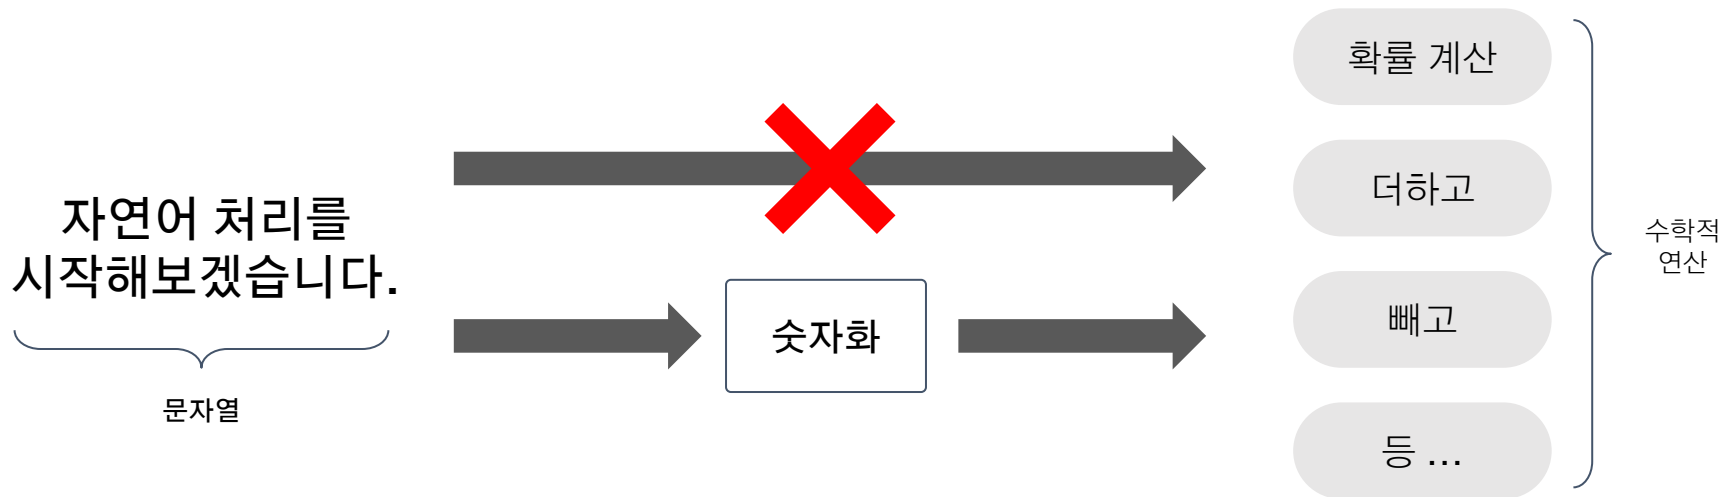 자연어 처리를
시작해보겠습니다.
문자열
숫자화
확률 계산
더하고
빼고
등 ...
수학적
연산